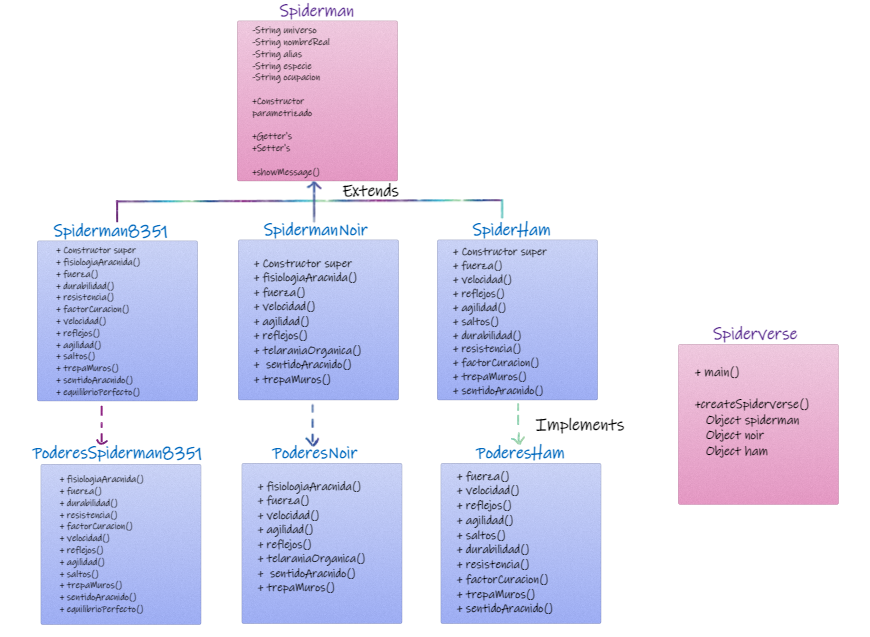 Spiderman
-String universo
-String nombreReal
-String alias
-String especie
-String ocupacion
+Constructor
parametrizado
+Getter's
+Setter's
+showMessage()
Extends
Spiderman8351
+ Constructor super
+ fisiologiaAracnida()
+ fuerza()
+ durabilidad()
+ resistencia()
+ factorCuracion()
+ velocidad()
+ reflejos()
+ agilidad()
+ saltos()
+ trepaMuros()
+ sentidoAracnido()
+ equilibrioPerfecto()
SpidermanNoir
+ Constructor super
+ fisiologiaAracnida()
+ fuerza()
+ velocidad()
+ agilidad()
+ reflejos()
+ telaraniaOrganica()
+ sentidoAracnido()
+ trepaMuros()
SpiderHam
+ Constructor super
+ fuerza()
+ velocidad()
+ reflejos()
+ agilidad()
+ saltos()
+ durabilidad()
+ resistencia()
+ factorCuracion()
+ trepaMuros()
+ sentidoAracnido()
Implements
PoderesSpiderman8351
+ fisiologiaAracnida()
+ fuerza()
+ durabilidad()
+ resistencia()
+ factorCuracion()
+ velocidad()
+ reflejos()
+ agilidad()
+ saltos()
+ trepaMuros()
+ sentidoAracnido()
+ equilibrioPerfecto()
PoderesNoir
+ fisiologiaAracnida()
+ fuerza()
+ velocidad()
+ agilidad()
+ reflejos()
+ telaraniaOrganica()
+ sentidoAracnido()
+ trepaMuros()
PoderesHam
+ fuerza()
+ velocidad()
+ reflejos()
+ agilidad()
+ saltos()
+ durabilidad()
+ resistencia()
+ factorCuracion()
+ trepaMuros()
+ sentidoAracnido()
Spiderverse
+ main()
+createSpiderverse()
Object spiderman
Object noir
Object ham